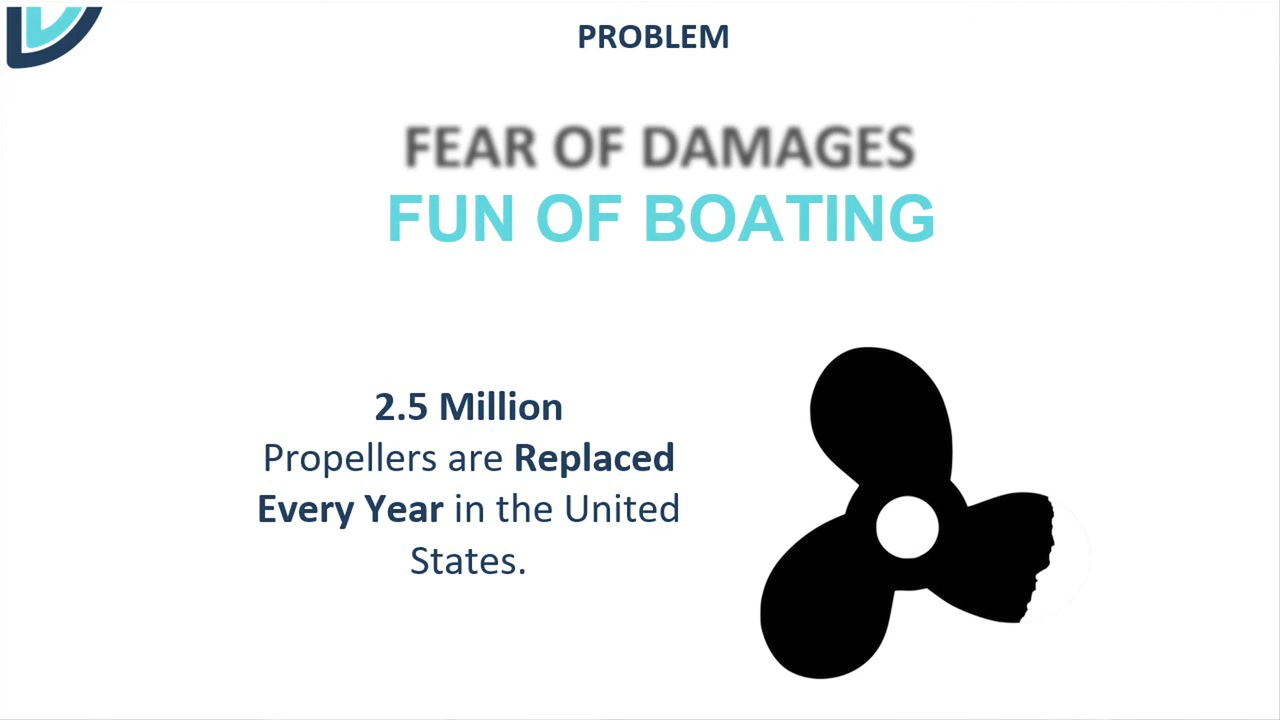 PROBLEM
FEAR OF DAMAGES
FUN OF BOATING
2.5 Million
Propellers are Replaced
Every Year in the United
States.